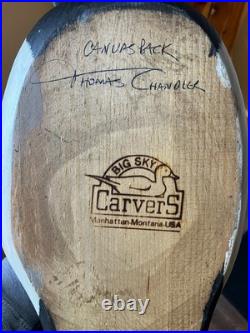 CANVASBACK
THOMAS CHANDLER
BIG SKY
CarverS
Manhattan-Montana-USA